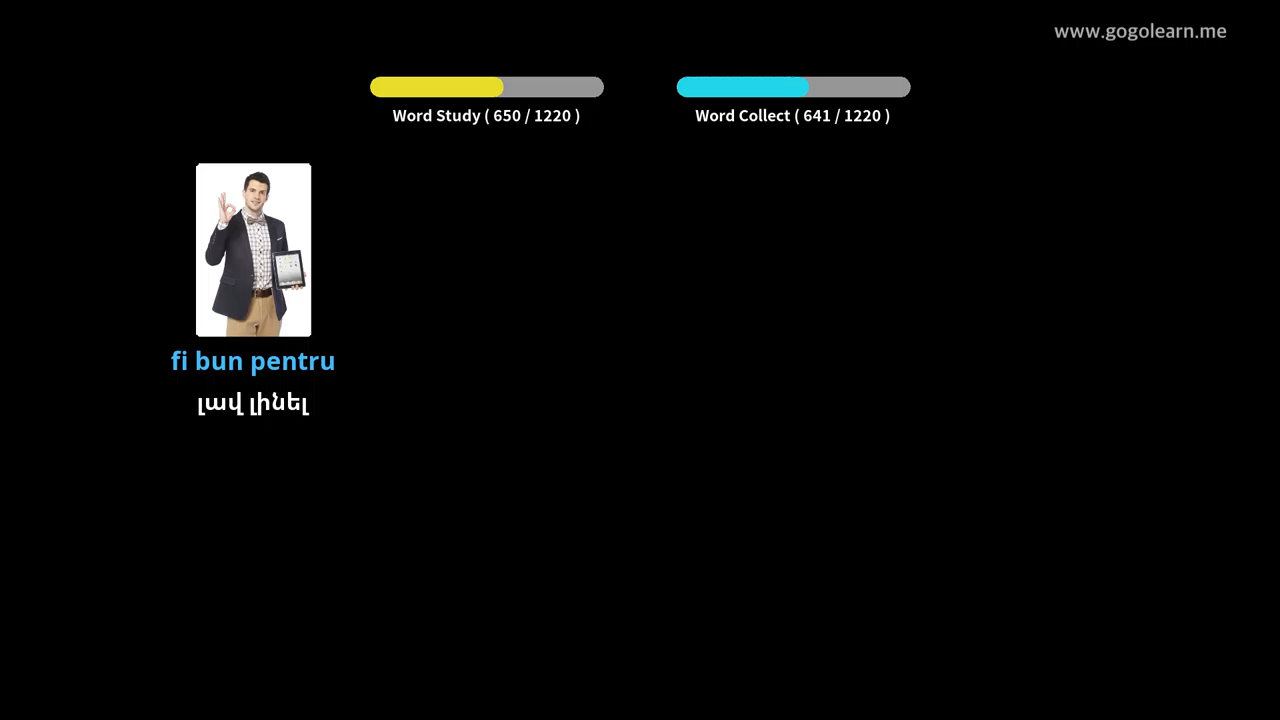 www.gogolearn.me
Word Study ( 650 / 1220 )
Word Collect ( 641 / 1220 )
fi bun pentru
լավ լինել